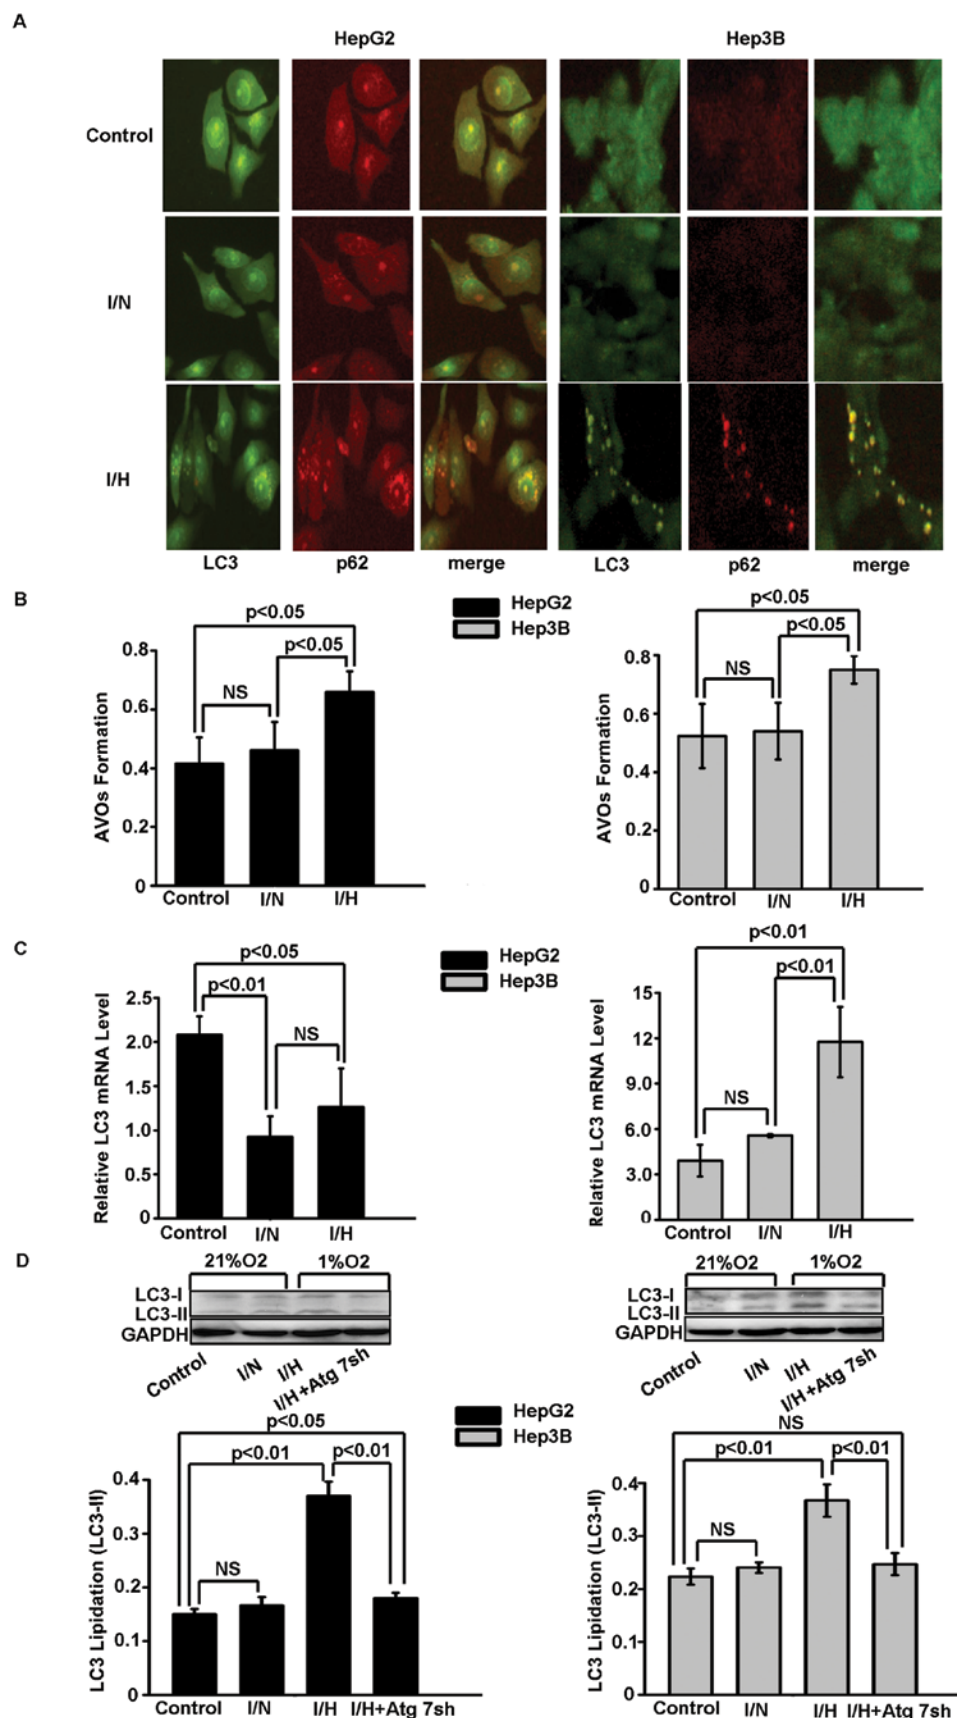 A
HepG2 Hep3B
Control
I/N
I/H
LC3 p62 merge LC3 p62 merge
B
HepG2
Hep3B
p<0.05
p<0.05
NS
AVOs Formation
0.8
0.6
0.4
0.2
0
Control I/N I/H
p<0.05
p<0.05
NS
AVOs Formation
0.8
0.6
0.4
0.2
0
Control I/N I/H
C
HepG2
Hep3B
p<0.05
p<0.01
NS
Relative LC3 mRNA Level
2.5
2.0
1.5
1.0
0.5
0
Control I/N I/H
p<0.01
p<0.01
NS
Relative LC3 mRNA Level
15
12
9.0
6.0
3.0
0
Control I/N I/H
D
21%O2 1%O2
LC3-I
LC3-II
GAPDH
Control I/N I/H I/H+Atg 7sh
21%O2 1%O2
LC3-I
LC3-II
GAPDH
Control I/N I/H I/H+Atg 7sh
HepG2
Hep3B
p<0.05
p<0.01 p<0.01
NS
LC3 Lipidation (LC3-II)
0.4
0.3
0.2
0.1
0
Control I/N I/H I/H+Atg 7sh
NS
p<0.01 p<0.01
NS
LC3 Lipidation (LC3-II)
0.4
0.3
0.2
0.1
0
Control I/N I/H I/H+Atg 7sh